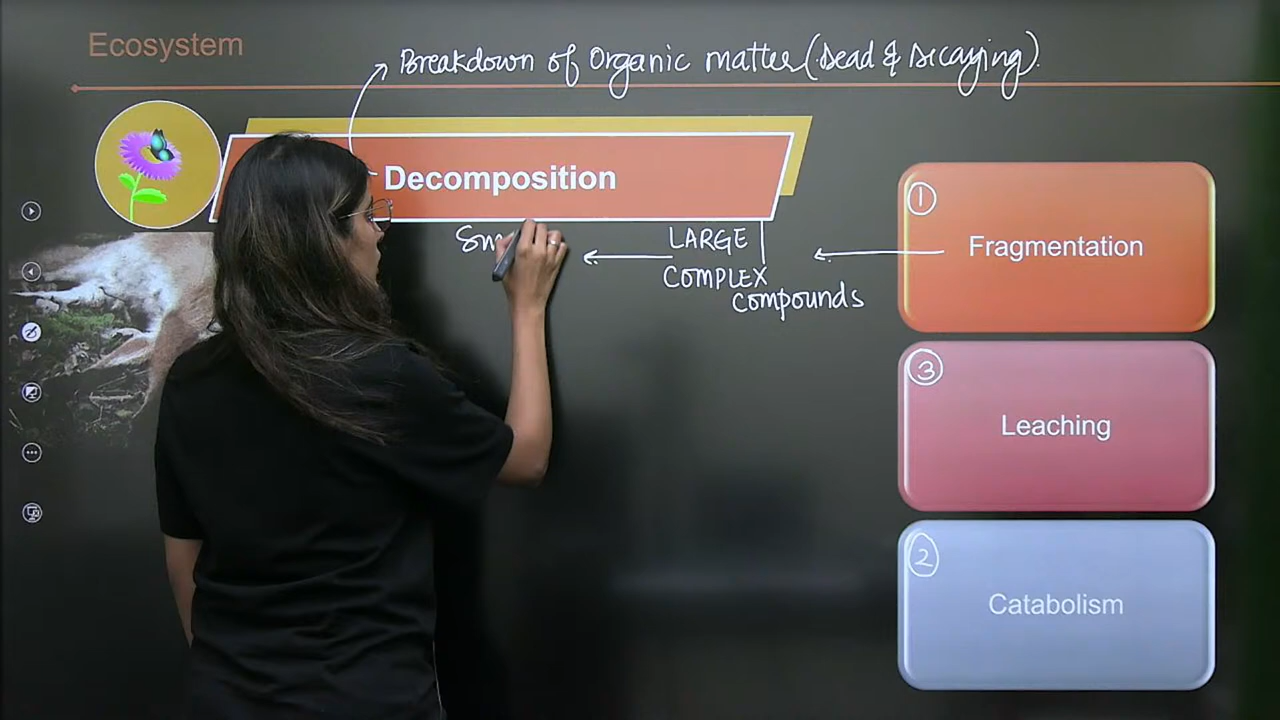 Ecosystem
Breakdown of Organic matter (Dead & Decaying).
Decomposition
①
Fragmentation
LARGE
COMPLEX
compounds
③
Leaching
②
Catabolism